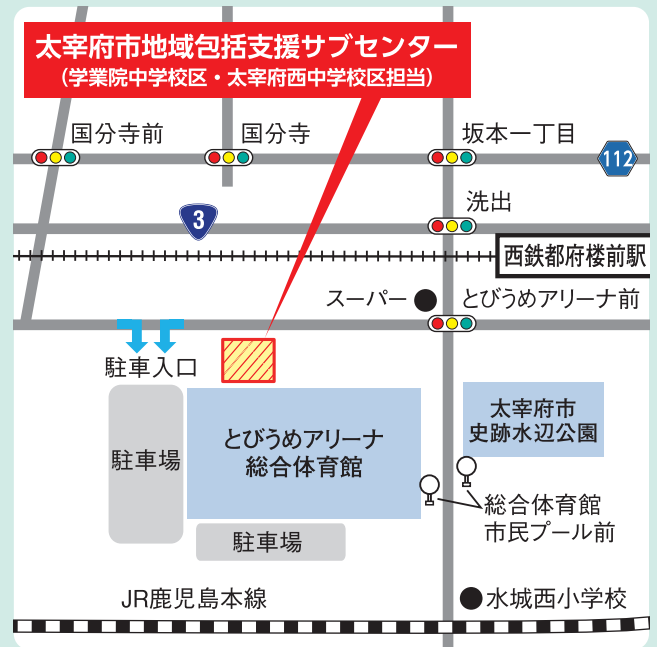 太宰府市地域包括支援サブセンター
(学業院中学校区・太宰府西中学校区担当)
国分寺前
国分寺
坂本一丁目
112
3
洗出
西鉄都府楼前駅
スーパー
とびうめアリーナ前
駐車入口
駐車場
とびうめアリーナ
総合体育館
太宰府市
史跡水辺公園
総合体育館
市民プール前
駐車場
JR鹿児島本線
水城西小学校